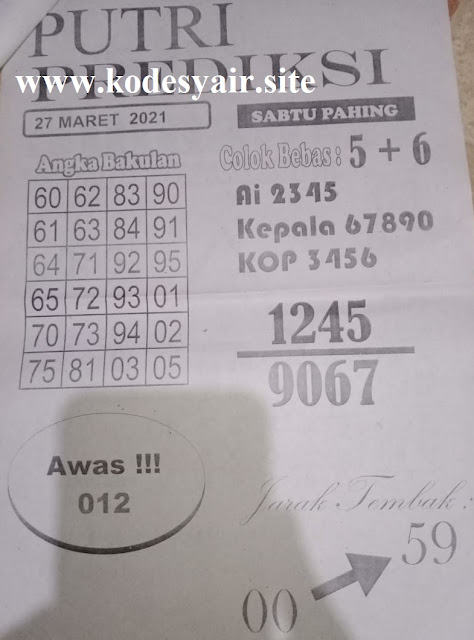 PUTRI
PREDIKSI
www.kodesyair.site
27 MARET 2021
SABTU PAHING
Angka Bakulan
60 62 83 90
61 63 84 91
64 71 92 95
65 72 93 01
70 73 94 02
75 81 03 05
Colok Bebas : 5 + 6
Ai 2345
Kepala 67890
KOP 3456
1245
9067
Awas !!!
012
Jarak Tembak :
59
00